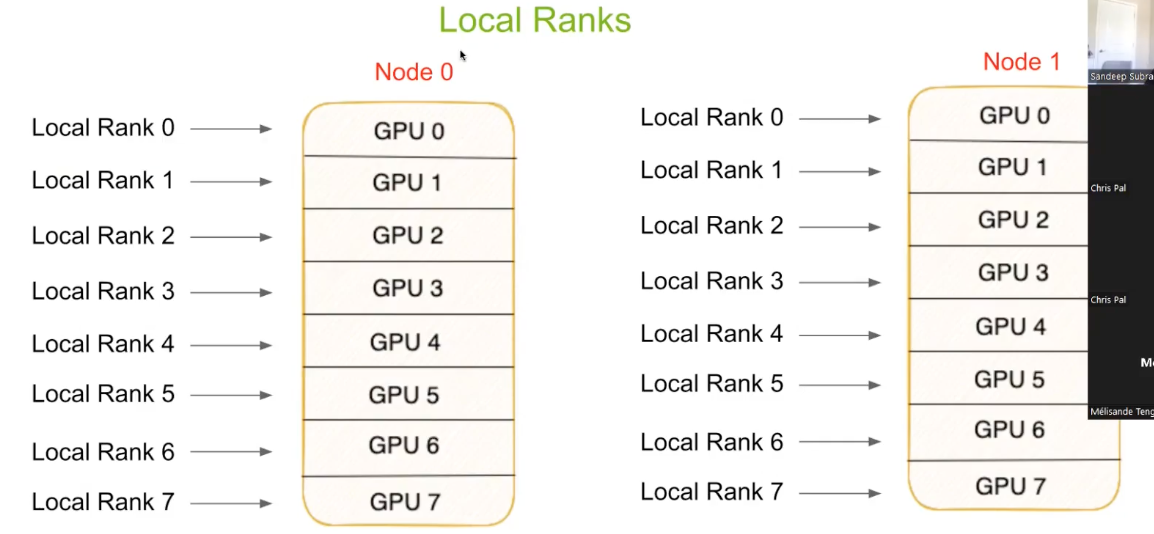 Local Ranks
Node 0
Local Rank 0 GPU 0
Local Rank 1 GPU 1
Local Rank 2 GPU 2
Local Rank 3 GPU 3
Local Rank 4 GPU 4
Local Rank 5 GPU 5
Local Rank 6 GPU 6
Local Rank 7 GPU 7
Node 1
Local Rank 0 GPU 0
Local Rank 1 GPU 1
Local Rank 2 GPU 2
Local Rank 3 GPU 3
Local Rank 4 GPU 4
Local Rank 5 GPU 5
Local Rank 6 GPU 6
Local Rank 7 GPU 7
Sandeep Subra
Chris Pal
Chris Pal
Mélisande Teng